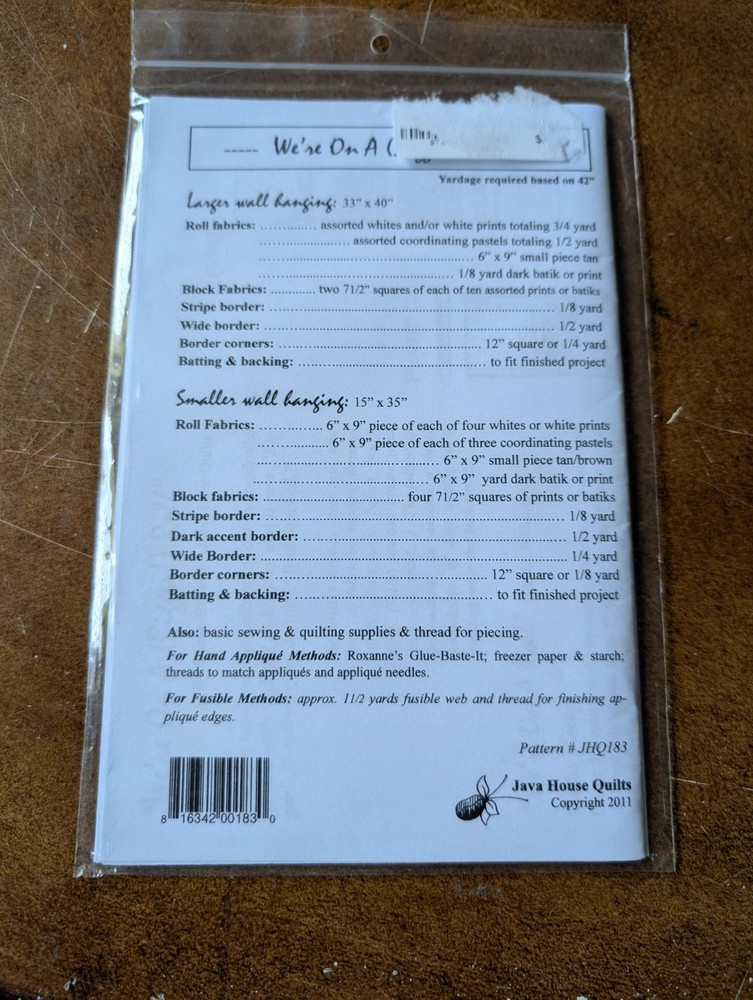 ----- We're On A
$
Yardage required based on 42"
Larger wall hanging: 33" x 40"
Roll fabrics: ............. assorted whites and/or white prints totaling 3/4 yard
..................... assorted coordinating pastels totaling 1/2 yard
................................................ 6" x 9" small piece tan
........................................... 1/8 yard dark batik or print
Block Fabrics: ........... two 71/2" squares of each of ten assorted prints or batiks
Stripe border: ................................................................ 1/8 yard
Wide border: .................................................................. 1/2 yard
Border corners: .............................................. 12" square or 1/4 yard
Batting & backing: .......................................... to fit finished project
Smaller wall hanging: 15" x 35"
Roll Fabrics: .............. 6" x 9" piece of each of four whites or white prints
............... 6" x 9" piece of each of three coordinating pastels
......................................... 6" x 9" small piece tan/brown
...................................... 6" x 9" yard dark batik or print
Block fabrics: ............................... four 71/2" squares of prints or batiks
Stripe border: ................................................................ 1/8 yard
Dark accent border: ........................................................ 1/2 yard
Wide Border: .................................................................. 1/4 yard
Border corners: .............................................. 12" square or 1/8 yard
Batting & backing: .......................................... to fit finished project
Also: basic sewing & quilting supplies & thread for piecing.
For Hand Appliqué Methods: Roxanne's Glue-Baste-It; freezer paper & starch;
threads to match appliqués and appliqué needles.
For Fusible Methods: approx. 11/2 yards fusible web and thread for finishing ap-
pliqué edges.
Pattern # JHQ183
Java House Quilts
Copyright 2011
8 16342 00183 0